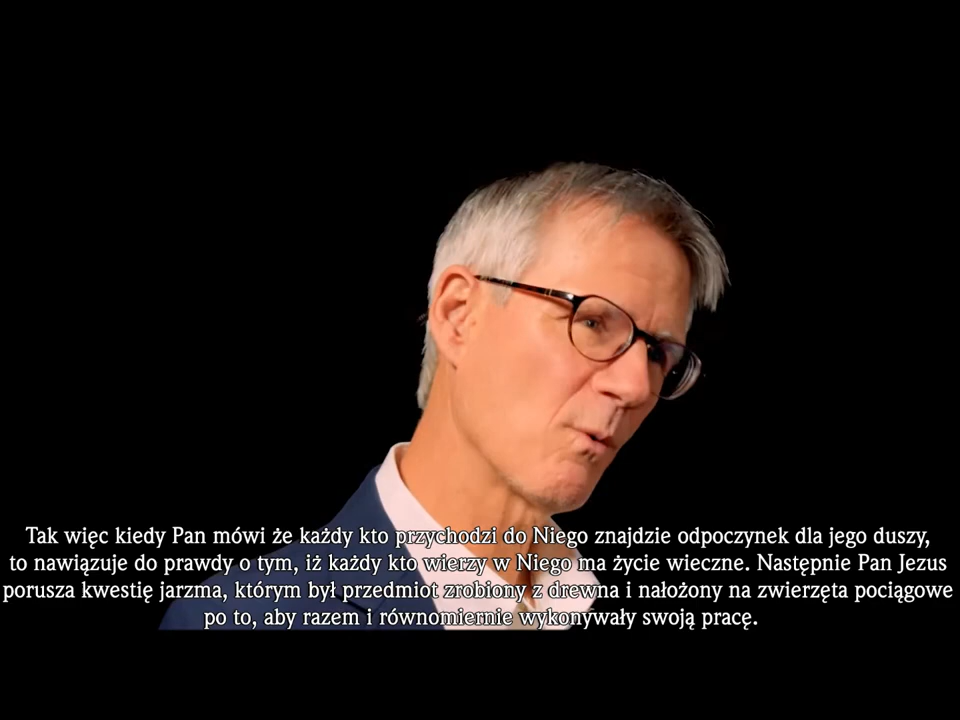 Tak więc kiedy Pan mówi że każdy kto przychodzi do Niego znajdzie odpoczynek dla jego duszy,
to nawiązuje do prawdy o tym, iż każdy kto wierzy w Niego ma życie wieczne. Następnie Pan Jezus
porusza kwestię jarzma, którym był przedmiot zrobiony z drewna i nałożony na zwierzęta pociągowe
po to, aby razem i równomiernie wykonywały swoją pracę.